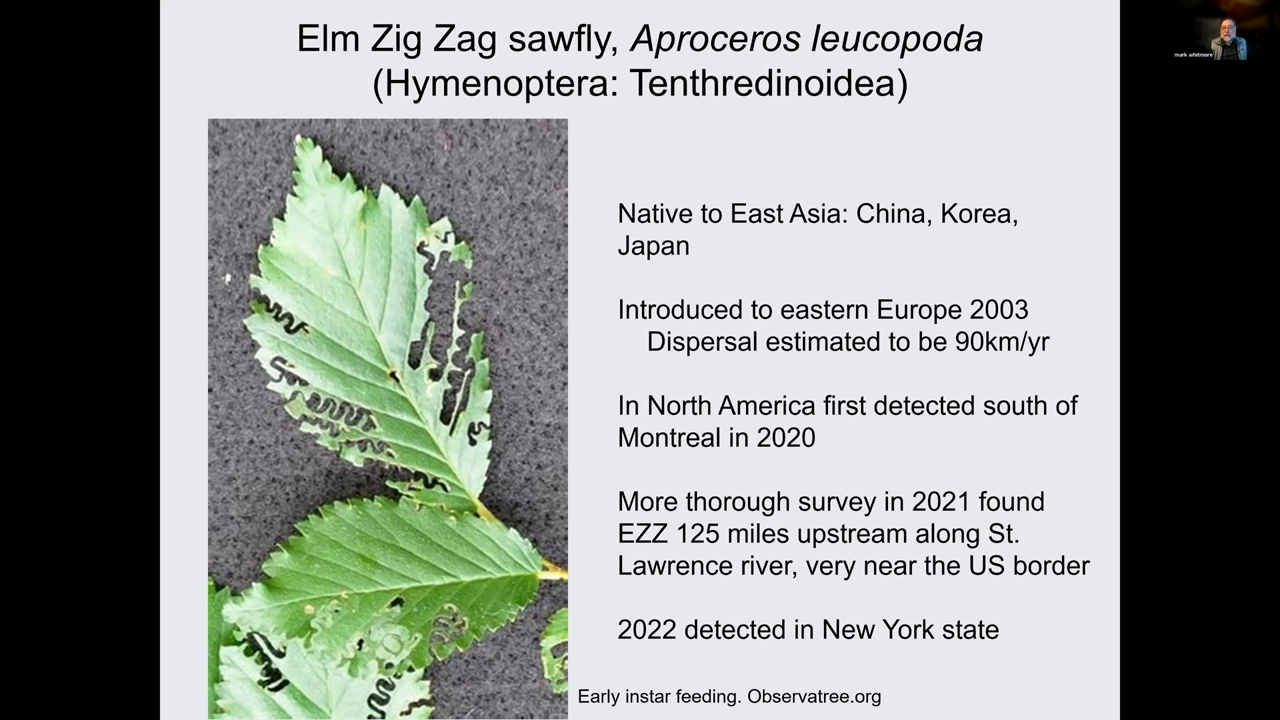 Elm Zig Zag sawfly, Aproceros leucopoda
(Hymenoptera: Tenthredinoidea)
mark whitmore
Native to East Asia: China, Korea,
Japan
Introduced to eastern Europe 2003
Dispersal estimated to be 90km/yr
In North America first detected south of
Montreal in 2020
More thorough survey in 2021 found
EZZ 125 miles upstream along St.
Lawrence river, very near the US border
2022 detected in New York state
Early instar feeding. Observatree.org